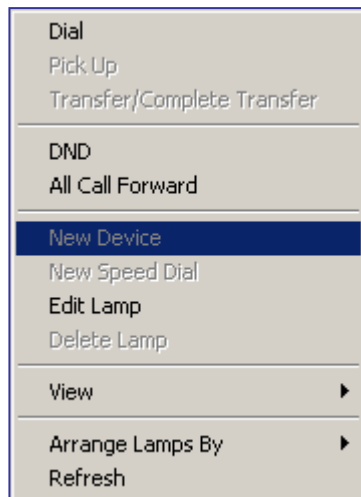 Dial
Pick Up
Transfer/Complete Transfer
DND
All Call Forward
New Device
New Speed Dial
Edit Lamp
Delete Lamp
View
Arrange Lamps By
Refresh